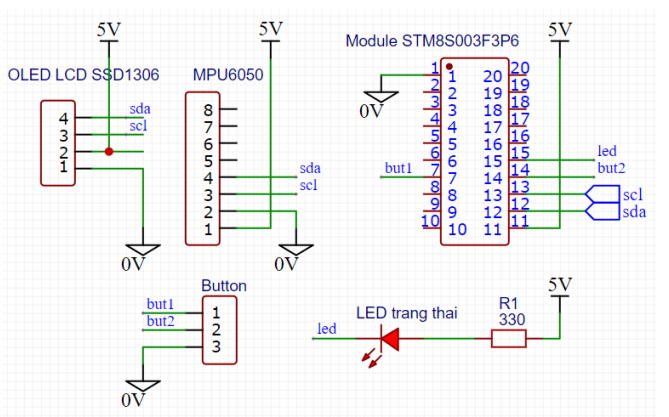 5V
5V
5V
Module STM8S003F3P6
OLED LCD SSD1306
MPU6050
4 sda
3 scl
2
1
0V
8
7
6
5
4 sda
3 scl
2
1
0V
0V
1 1 20 20
2 2 19 19
3 3 18 18
4 4 17 17
5 5 16 16
6 6 15 15 led
but1 7 7 14 14 but2
8 8 13 13 scl
9 9 12 12 sda
10 10 11 11
Button
but1 1
but2 2
3
0V
5V
LED trang thai
R1
330
led